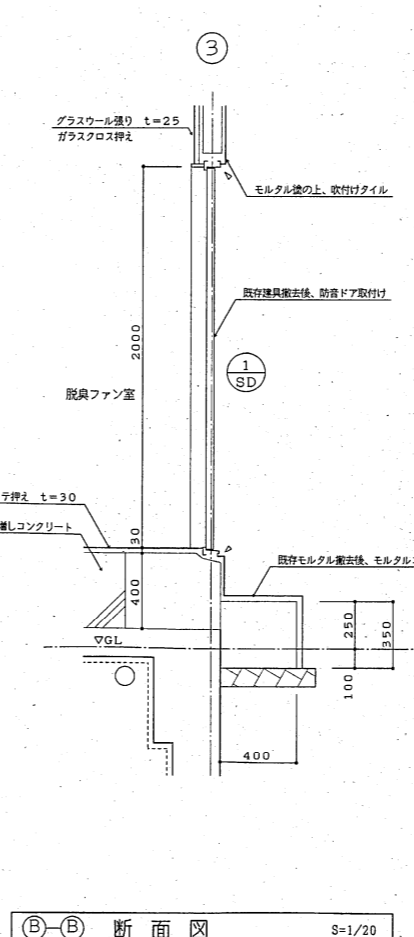 3
グラスウール張り t=25
ガラスクロス押え
モルタル塗の上、吹付けタイル
既存建具撤去後、防音ドア取付け
2000
1
SD
脱臭ファン室
テ押え t=30
増しコンクリート
30
400
既存モルタル撤去後、モルタル
▽GL
250
350
100
400
B-B 断面図 S=1/20